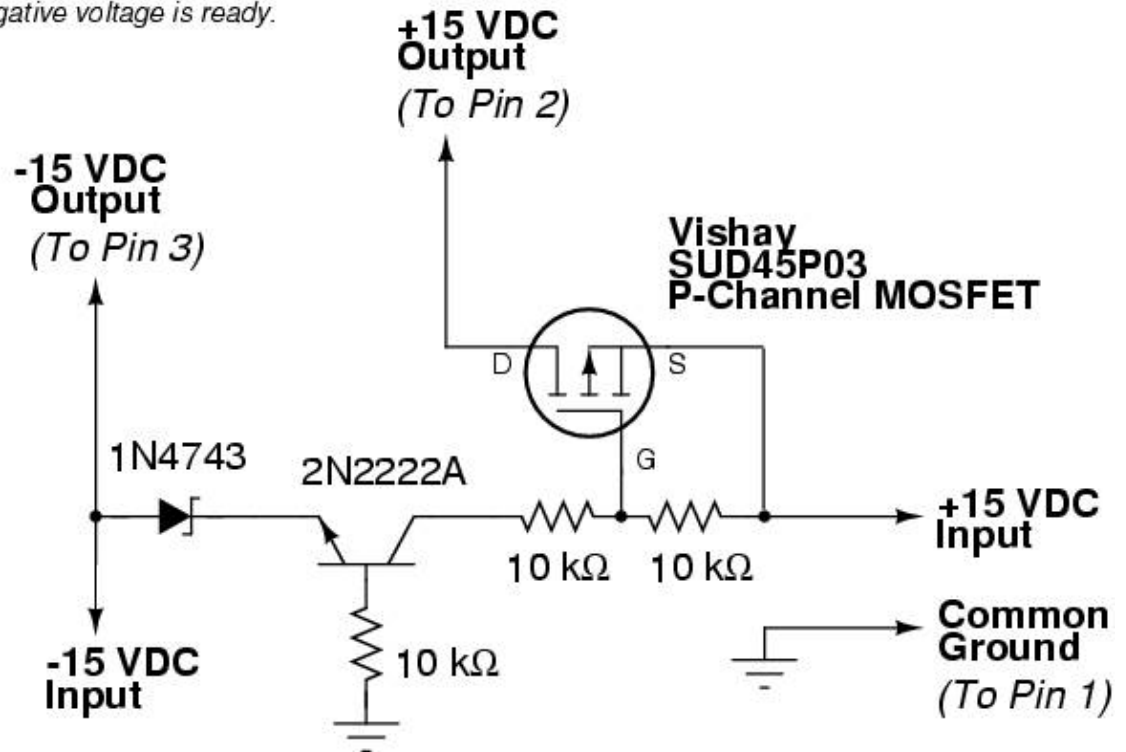 voltage is ready.
+15 VDC
Output
(To Pin 2)
-15 VDC
Output
(To Pin 3)
Vishay
SUD45P03
P-Channel MOSFET
D
S
G
1N4743
2N2222A
10 kΩ
10 kΩ
+15 VDC
Input
Common
Ground
(To Pin 1)
-15 VDC
Input
10 kΩ